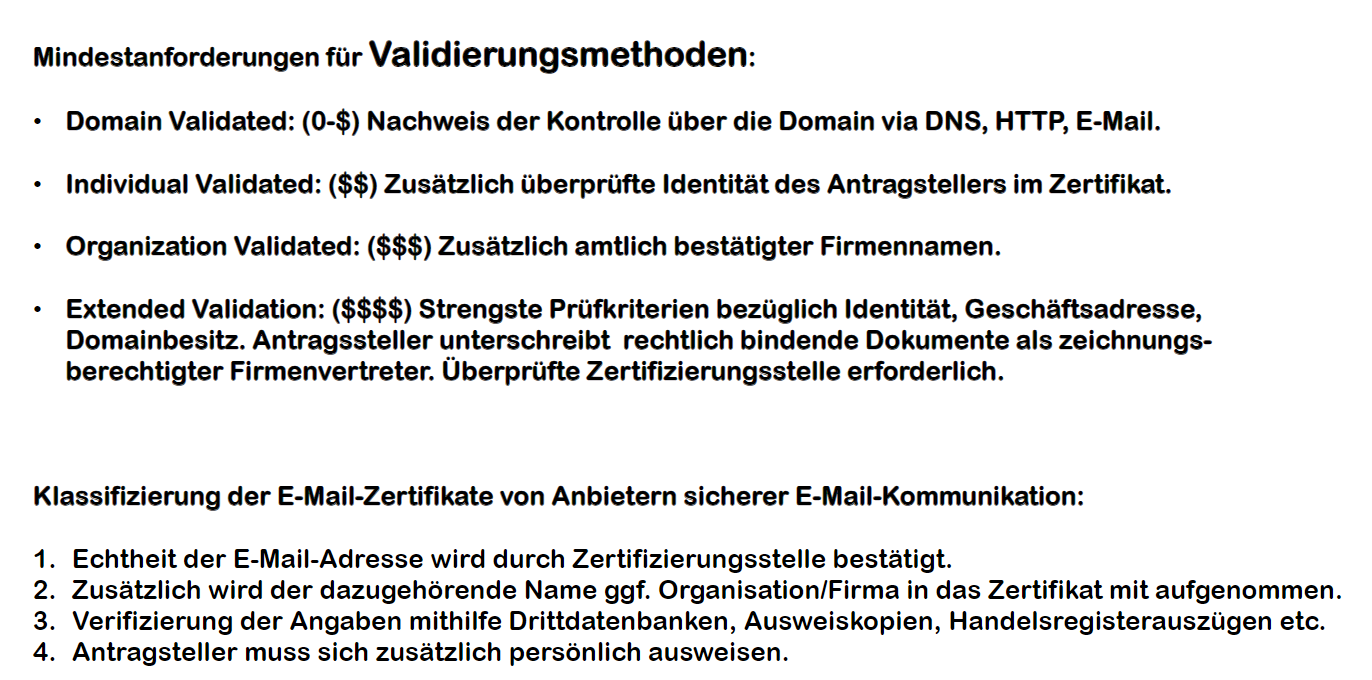 Mindestanforderungen für Validierungsmethoden:
• Domain Validated: (0-$) Nachweis der Kontrolle über die Domain via DNS, HTTP, E-Mail.
• Individual Validated: ($$) Zusätzlich überprüfte Identität des Antragstellers im Zertifikat.
• Organization Validated: ($$$) Zusätzlich amtlich bestätigter Firmennamen.
• Extended Validation: ($$$$) Strengste Prüfkriterien bezüglich Identität, Geschäftsadresse,
Domainbesitz. Antragssteller unterschreibt  rechtlich bindende Dokumente als zeichnungs-
berechtigter Firmenvertreter. Überprüfte Zertifizierungsstelle erforderlich.
Klassifizierung der E-Mail-Zertifikate von Anbietern sicherer E-Mail-Kommunikation:
1. Echtheit der E-Mail-Adresse wird durch Zertifizierungsstelle bestätigt.
2. Zusätzlich wird der dazugehörende Name ggf. Organisation/Firma in das Zertifikat mit aufgenommen.
3. Verifizierung der Angaben mithilfe Drittdatenbanken, Ausweiskopien, Handelsregisterauszügen etc.
4. Antragsteller muss sich zusätzlich persönlich ausweisen.